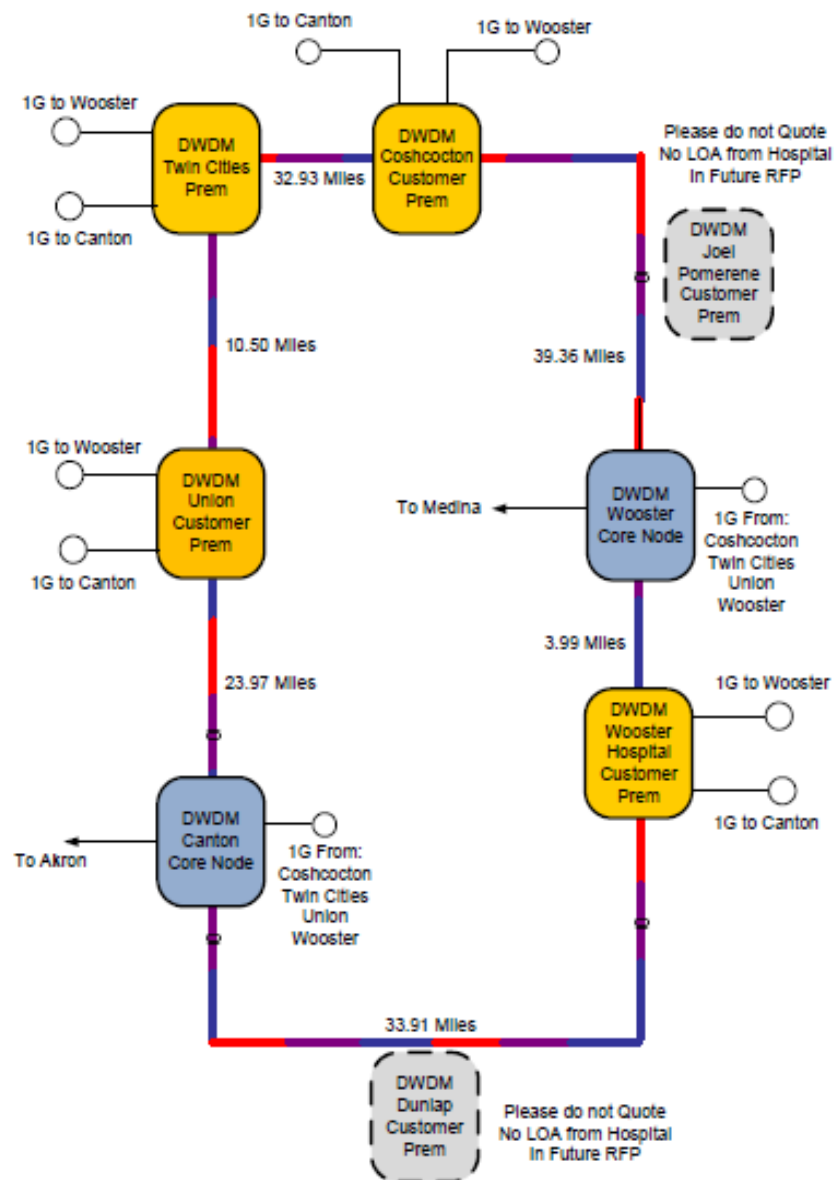 1G to Canton
1G to Wooster
1G to Wooster
DWDM
Twin Cities
Prem
32.93 Miles
DWDM
Coshcocton
Customer
Prem
Please do not Quote
No LOA from Hospital
In Future RFP
1G to Canton
DWDM
Joel
Pomerene
Customer
Prem
10.50 Miles
39.36 Miles
1G to Wooster
DWDM
Union
Customer
Prem
1G to Canton
To Medina
DWDM
Wooster
Core Node
1G From:
Coshcocton
Twin Cities
Union
Wooster
3.99 Miles
23.97 Miles
DWDM
Wooster
Hospital
Customer
Prem
1G to Wooster
1G to Canton
DWDM
Canton
Core Node
To Akron
1G From:
Coshcocton
Twin Cities
Union
Wooster
33.91 Miles
DWDM
Dunlap
Customer
Prem
Please do not Quote
No LOA from Hospital
In Future RFP